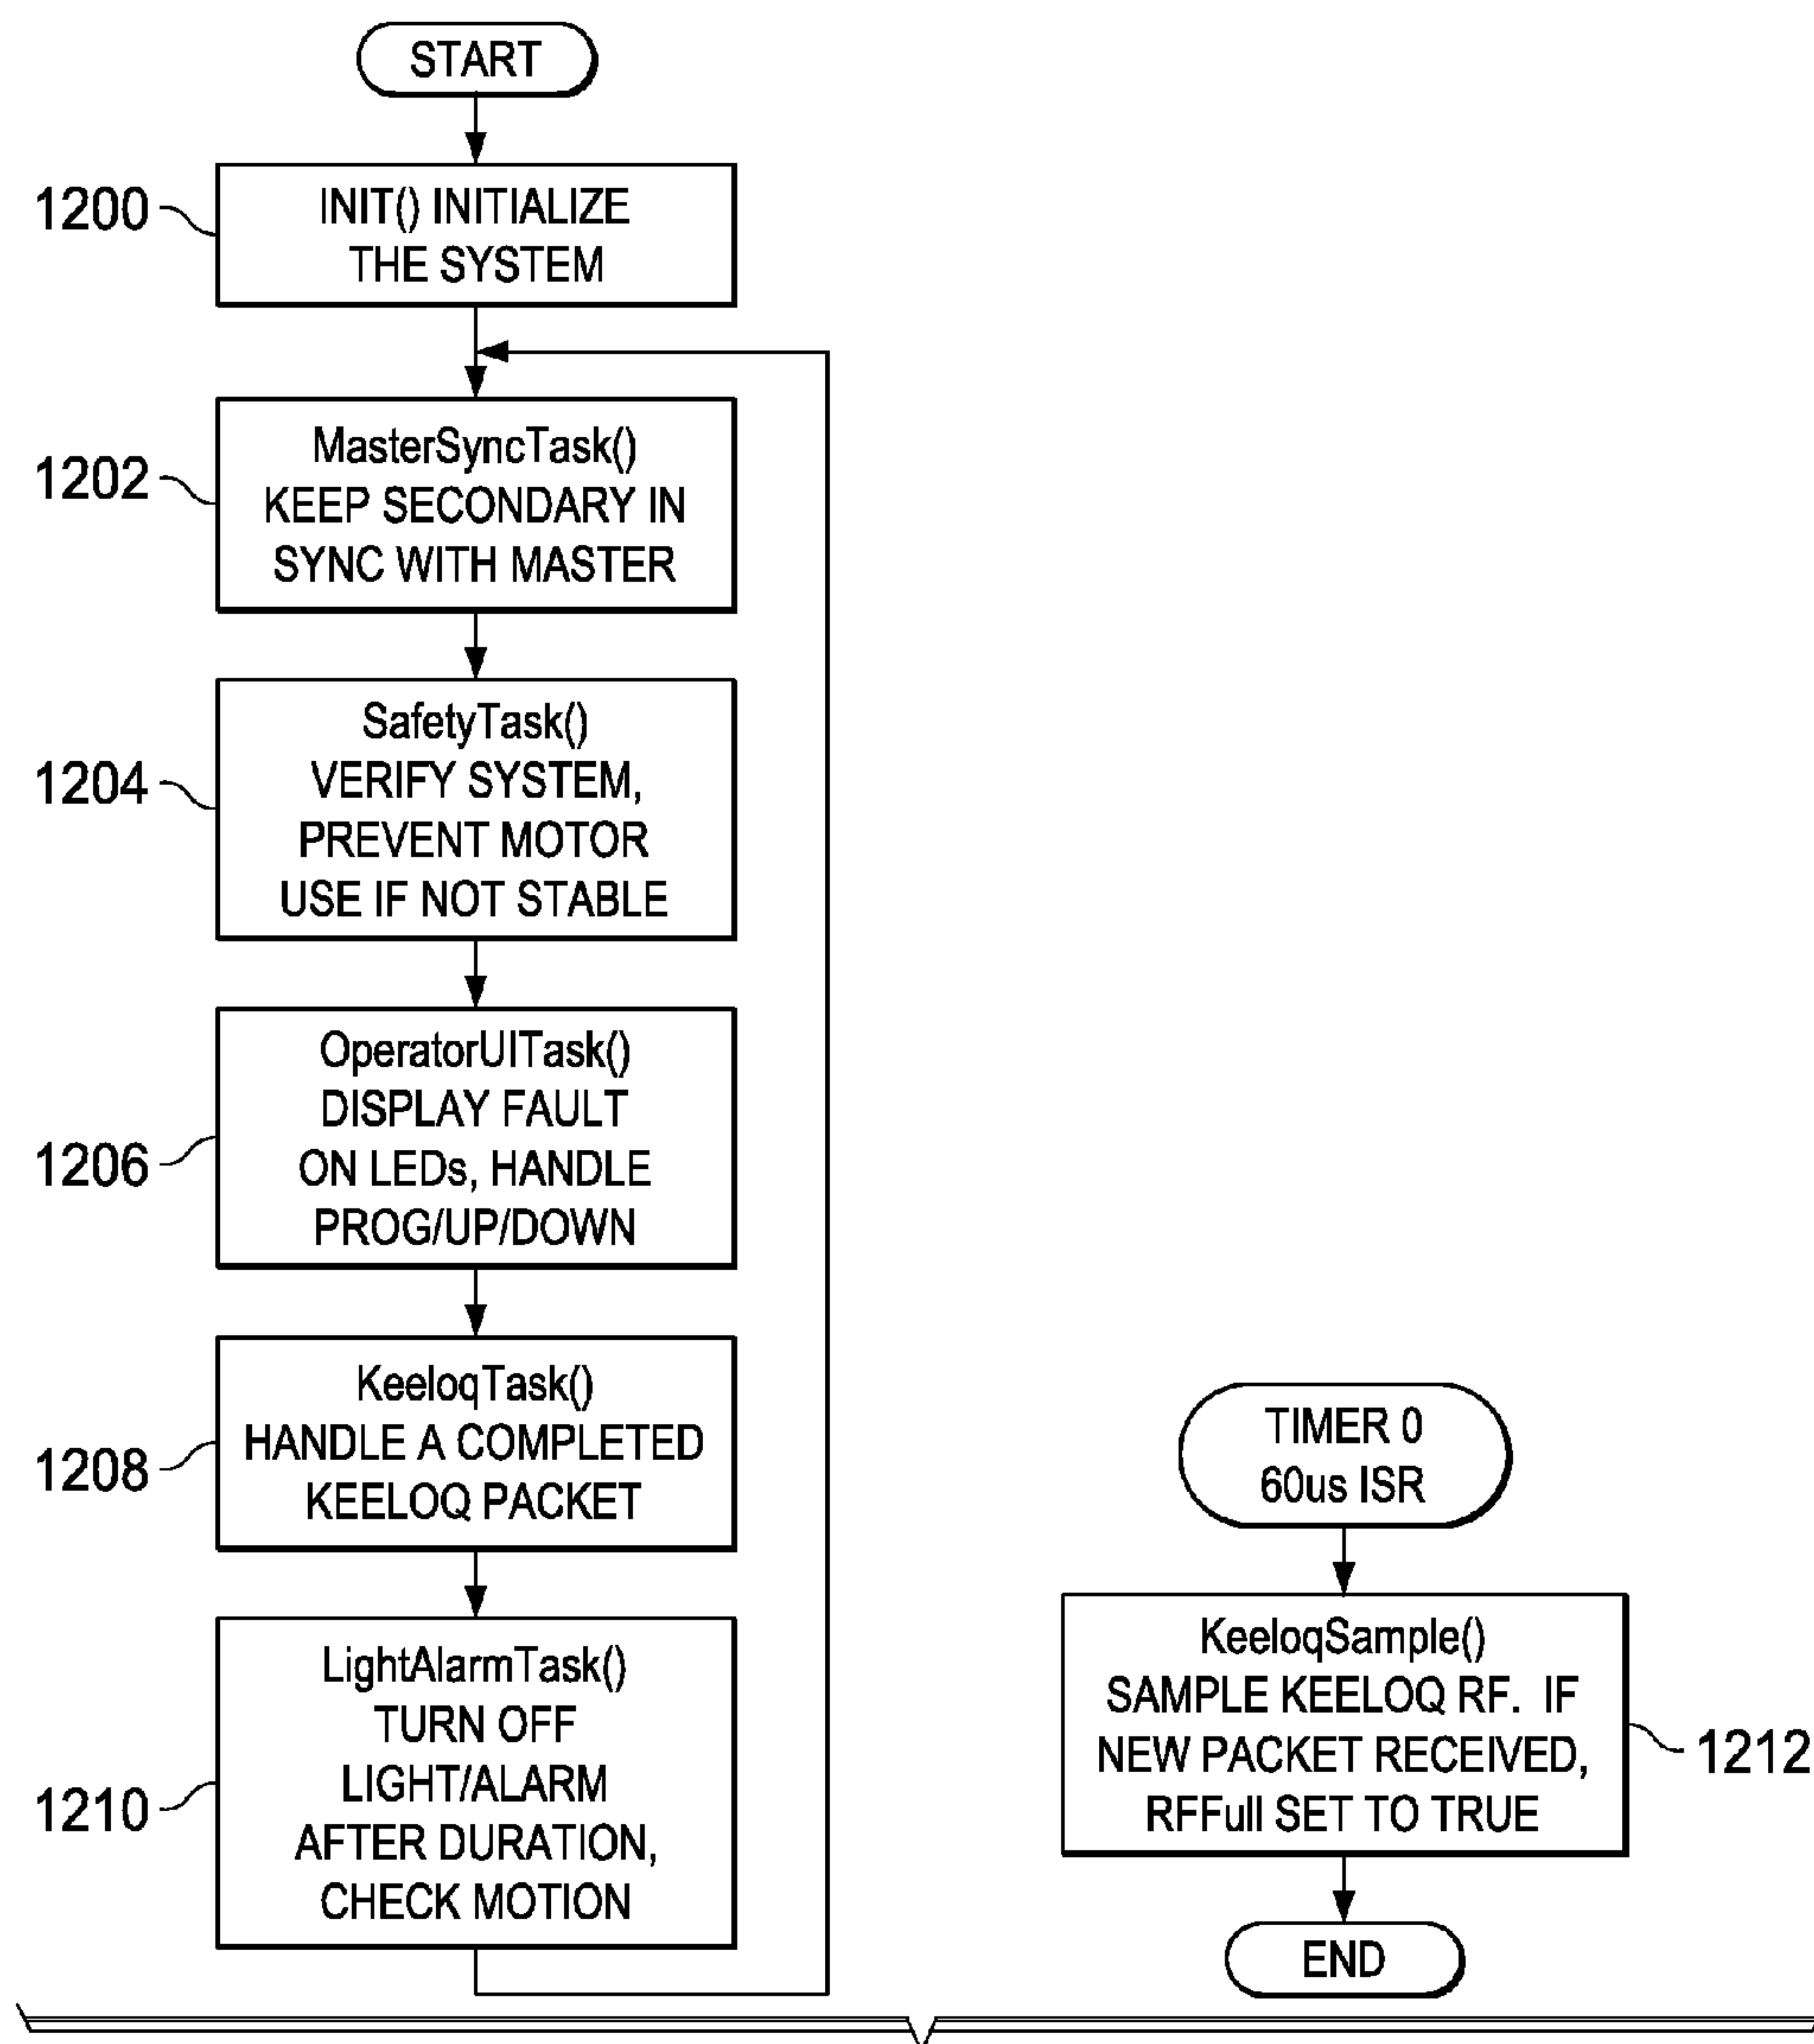 START
1200
INIT() INITIALIZE
THE SYSTEM
1202
MasterSyncTask()
KEEP SECONDARY IN
SYNC WITH MASTER
1204
SafetyTask()
VERIFY SYSTEM,
PREVENT MOTOR
USE IF NOT STABLE
1206
OperatorUITask()
DISPLAY FAULT
ON LEDs, HANDLE
PROG/UP/DOWN
1208
KeeloqTask()
HANDLE A COMPLETED
KEELOQ PACKET
1210
LightAlarmTask()
TURN OFF
LIGHT/ALARM
AFTER DURATION,
CHECK MOTION
TIMER 0
60us ISR
KeeloqSample()
SAMPLE KEELOQ RF. IF
NEW PACKET RECEIVED,
RFFull SET TO TRUE
1212
END